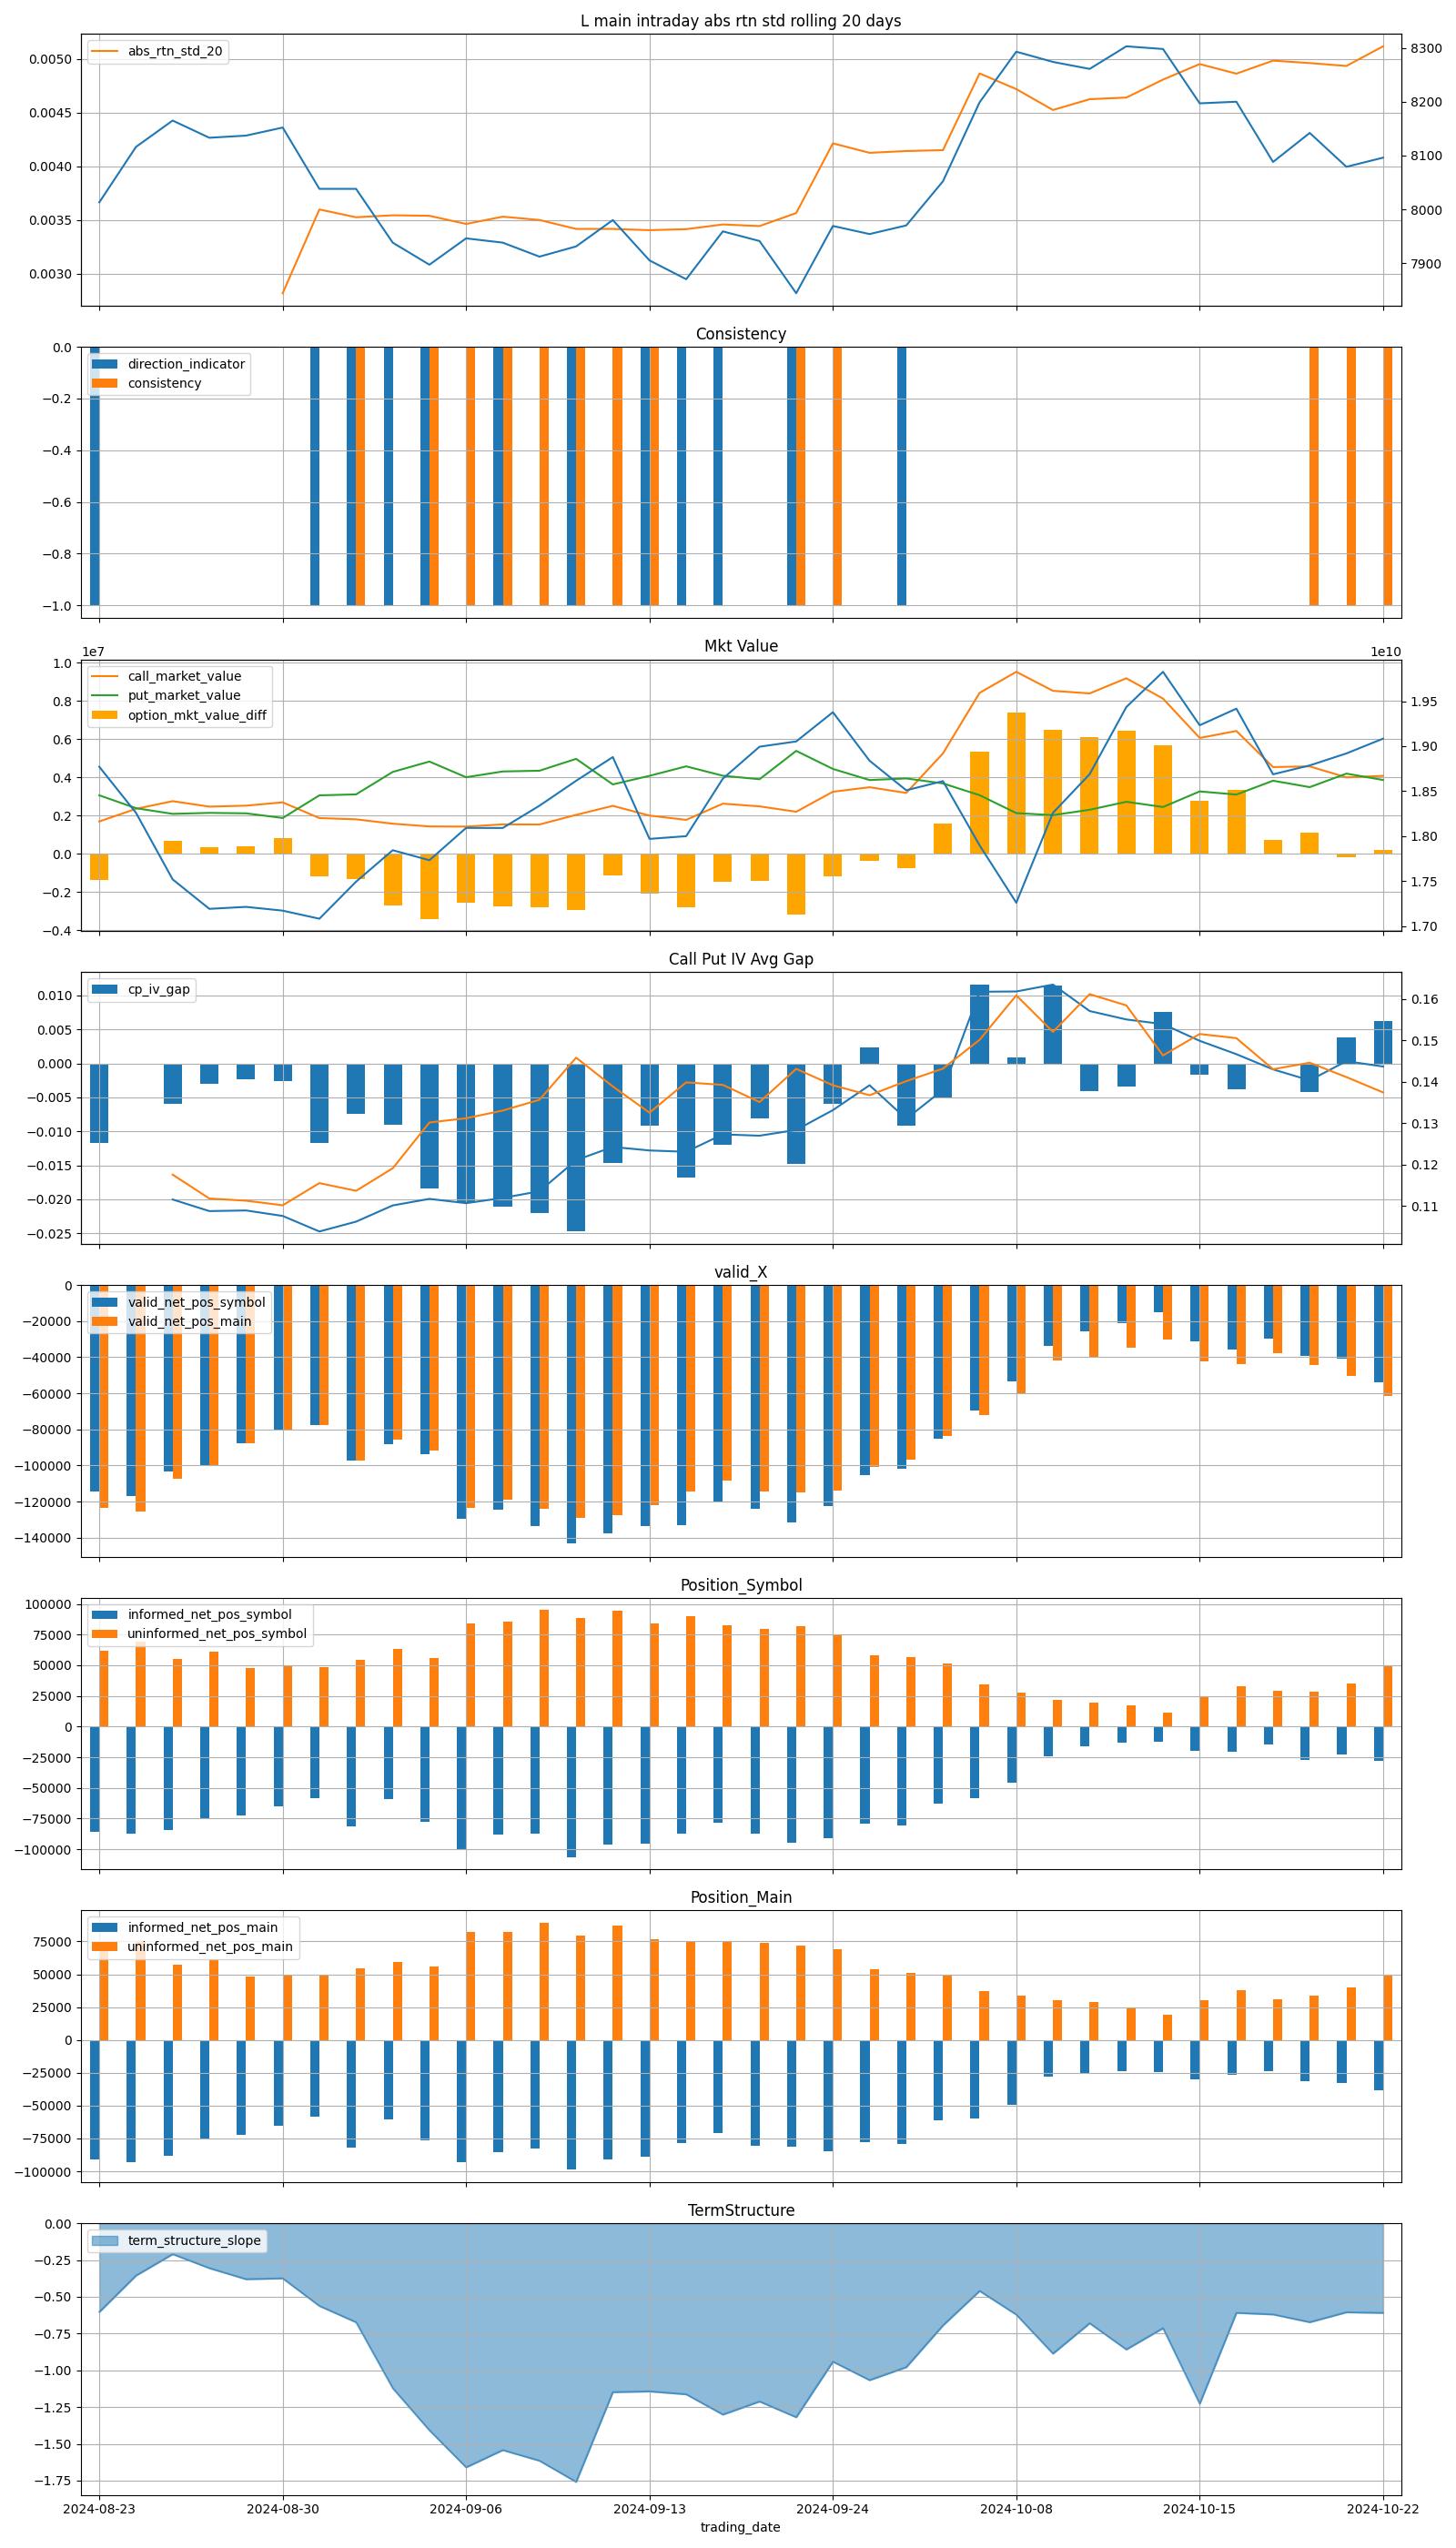 L main intraday abs rtn std rolling 20 days
abs_rtn_std_20
0.0050
0.0045
0.0040
0.0035
0.0030
8300
8200
8100
8000
7900
Consistency
direction_indicator
consistency
0.0
−0.2
−0.4
−0.6
−0.8
−1.0
Mkt Value
1e7
1e10
call_market_value
put_market_value
option_mkt_value_diff
1.0
0.8
0.6
0.4
0.2
0.0
−0.2
−0.4
1.95
1.90
1.85
1.80
1.75
1.70
Call Put IV Avg Gap
cp_iv_gap
0.010
0.005
0.000
−0.005
−0.010
−0.015
−0.020
−0.025
0.16
0.15
0.14
0.13
0.12
0.11
valid_X
valid_net_pos_symbol
valid_net_pos_main
0
−20000
−40000
−60000
−80000
−100000
−120000
−140000
Position_Symbol
informed_net_pos_symbol
uninformed_net_pos_symbol
100000
75000
50000
25000
0
−25000
−50000
−75000
−100000
Position_Main
informed_net_pos_main
uninformed_net_pos_main
75000
50000
25000
0
−25000
−50000
−75000
−100000
TermStructure
term_structure_slope
0.00
−0.25
−0.50
−0.75
−1.00
−1.25
−1.50
−1.75
2024-08-23 2024-08-30 2024-09-06 2024-09-13 2024-09-24 2024-10-08 2024-10-15 2024-10-22
trading_date